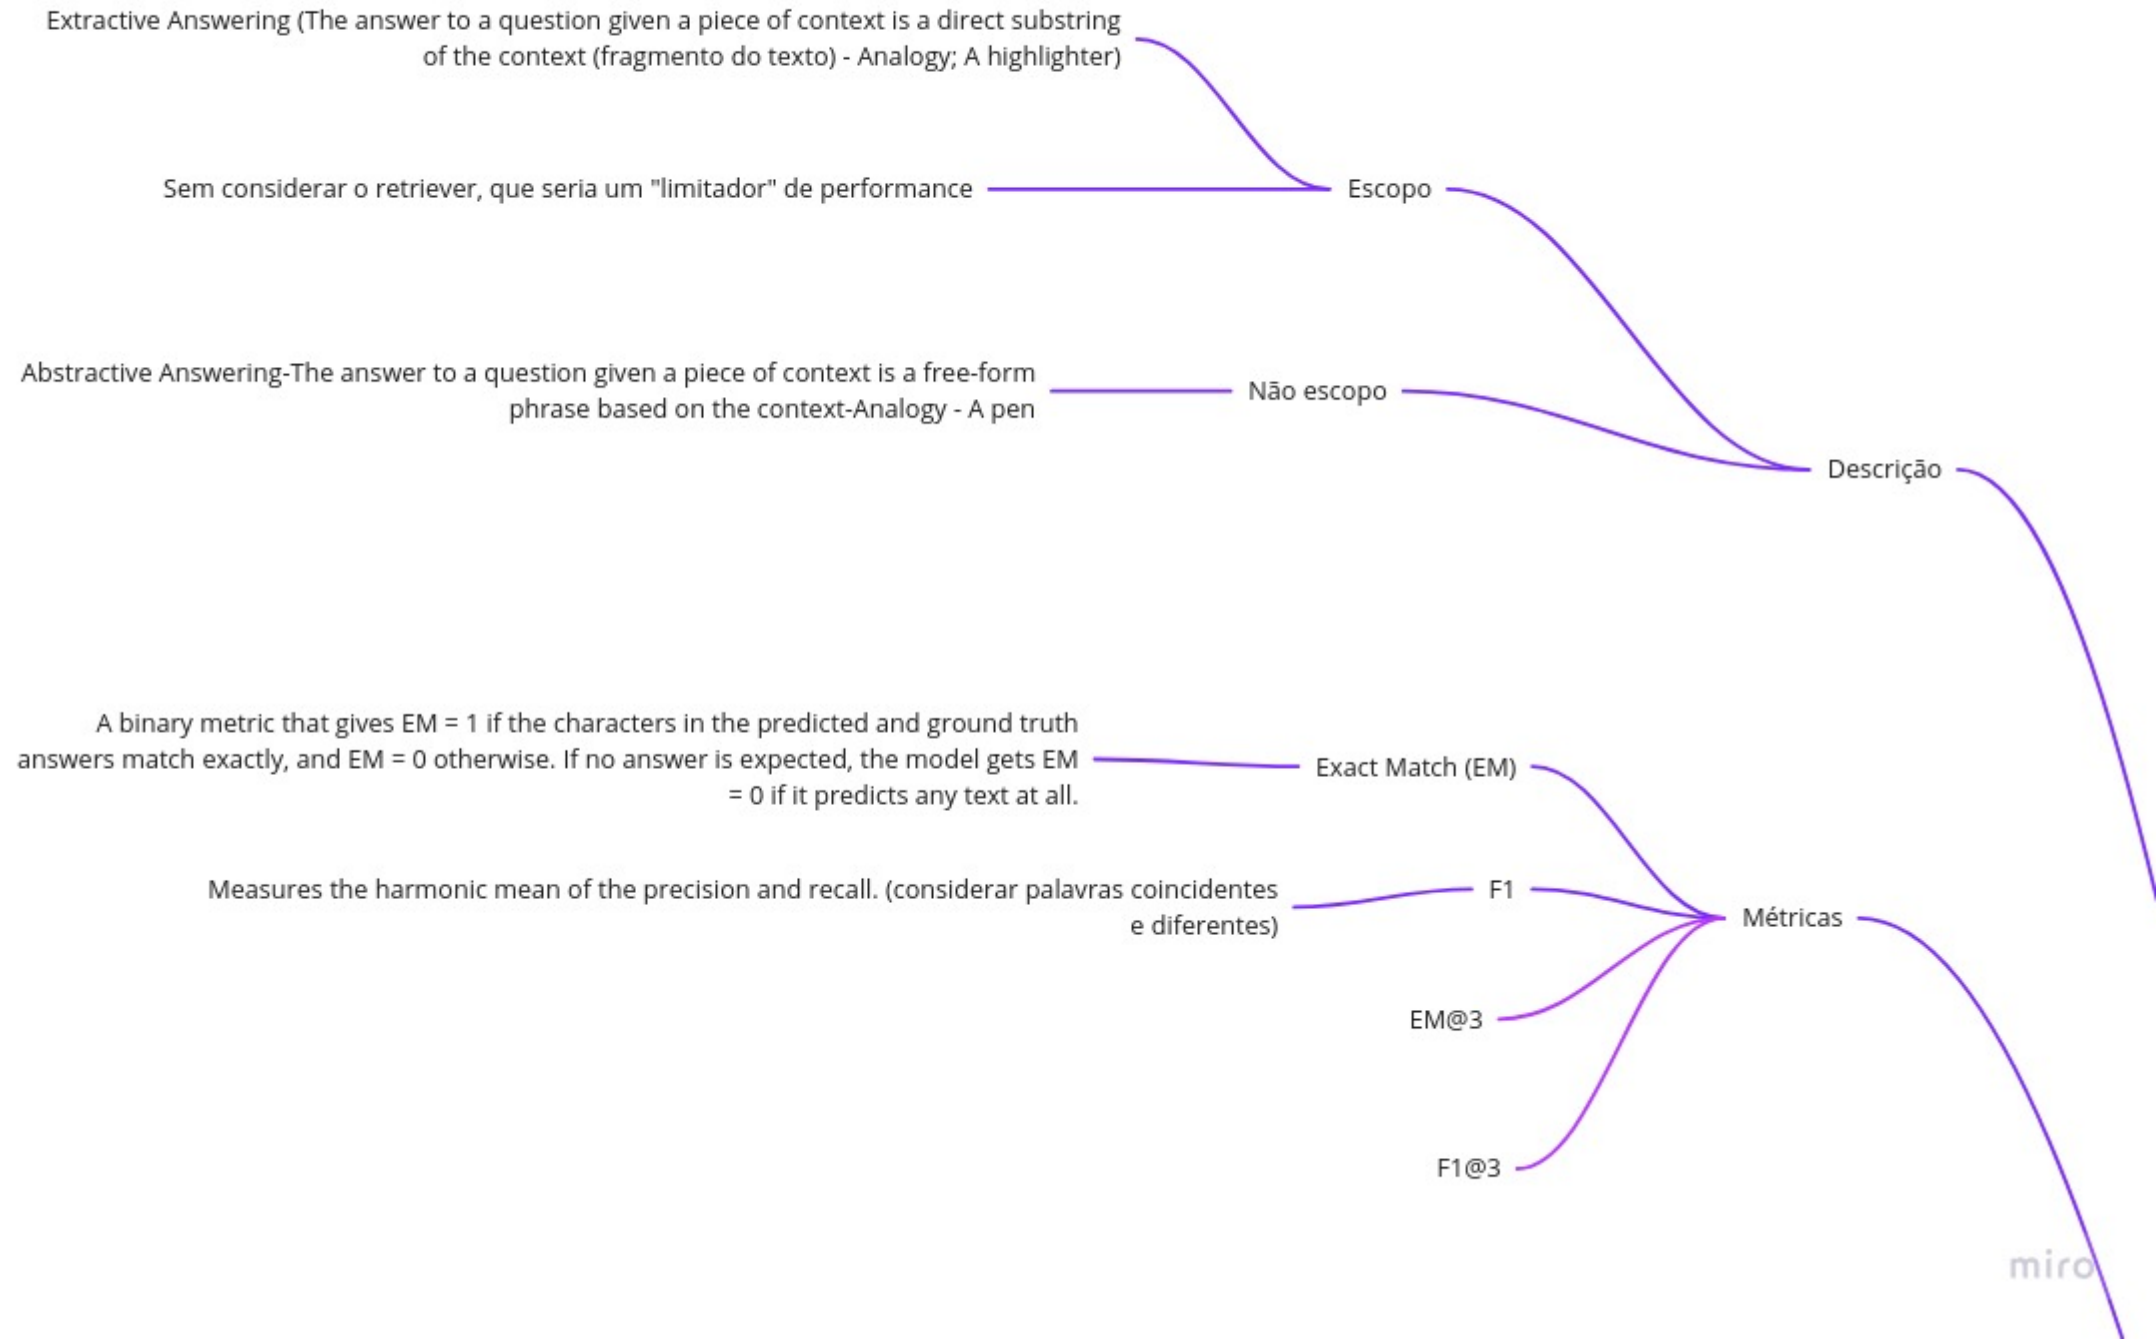 Extractive Answering (The answer to a question given a piece of context is a direct substring
of the context (fragmento do texto) - Analogy; A highlighter)
Sem considerar o retriever, que seria um "limitador" de performance
Escopo
Abstractive Answering-The answer to a question given a piece of context is a free-form
phrase based on the context-Analogy - A pen
Não escopo
Descrição
A binary metric that gives EM = 1 if the characters in the predicted and ground truth
answers match exactly, and EM = 0 otherwise. If no answer is expected, the model gets EM
= 0 if it predicts any text at all.
Exact Match (EM)
Measures the harmonic mean of the precision and recall. (considerar palavras coincidentes
e diferentes)
F1
Métricas
EM@3
F1@3
miro